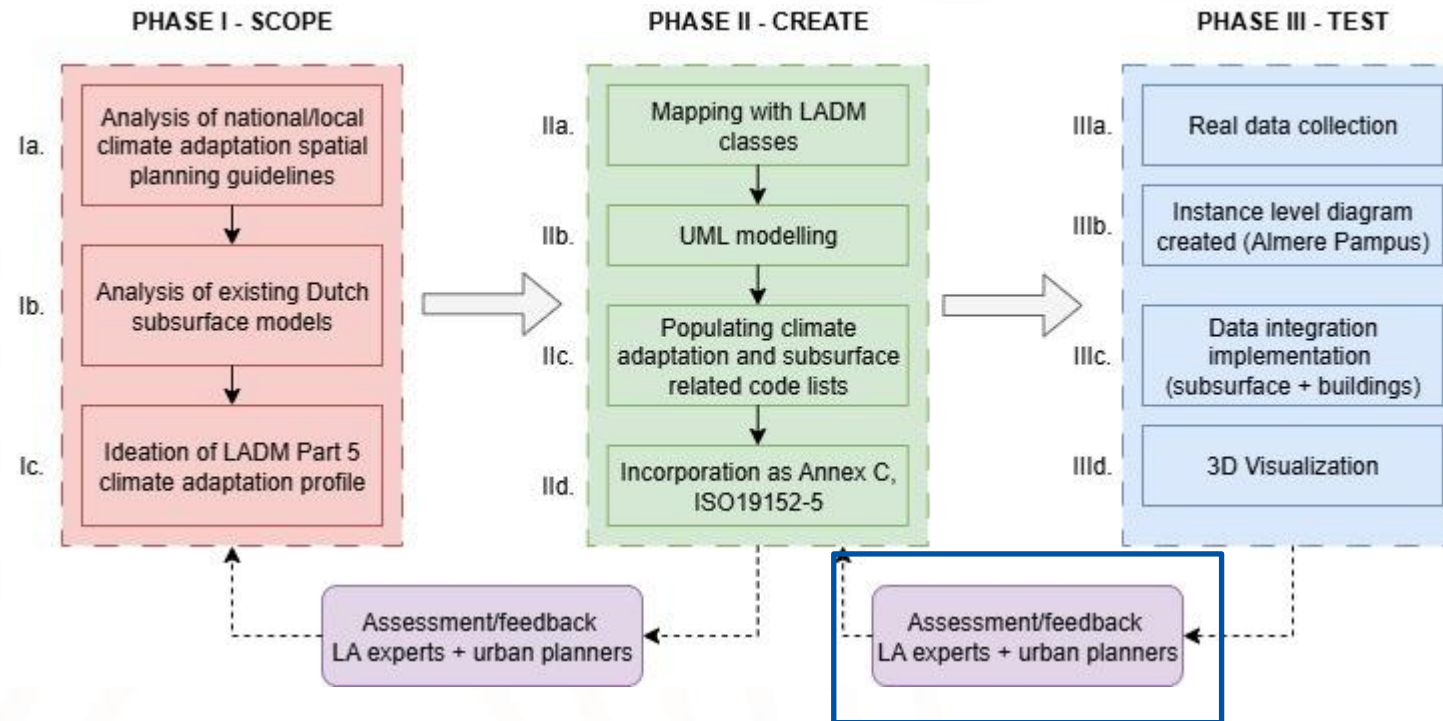 PHASE I - SCOPE
PHASE II - CREATE
PHASE III - TEST
Ia.
Analysis of national/local
climate adaptation spatial
planning guidelines
Ib.
Analysis of existing Dutch
subsurface models
Ic.
Ideation of LADM Part 5
climate adaptation profile
IIa.
Mapping with LADM
classes
IIb.
UML modelling
IIc.
Populating climate
adaptation and subsurface
related code lists
IId.
Incorporation as Annex C,
ISO19152-5
IIIa.
Real data collection
IIIb.
Instance level diagram
created (Almere Pampus)
IIIc.
Data integration
implementation
(subsurface + buildings)
IIId.
3D Visualization
Assessment/feedback
LA experts + urban planners
Assessment/feedback
LA experts + urban planners